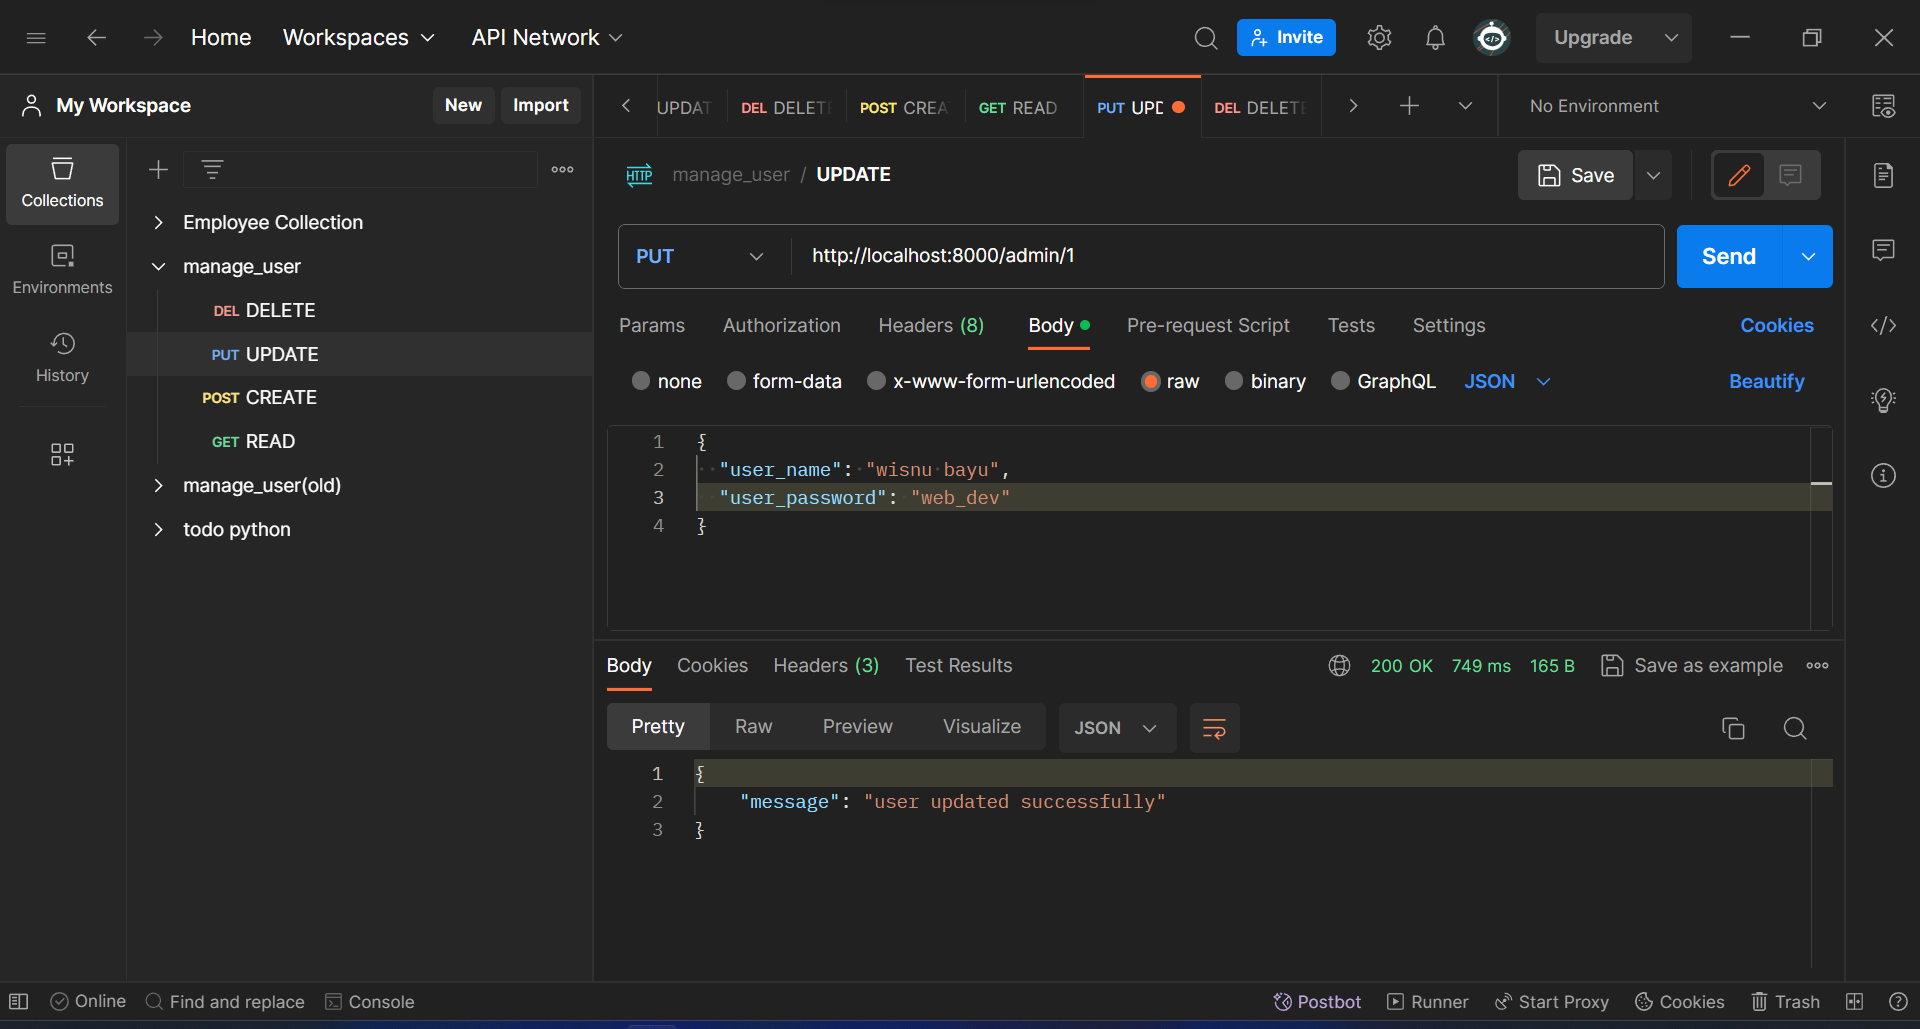 Home Workspaces API Network Invite Upgrade
My Workspace New Import
UPDAT DEL DELET POST CREA GET READ PUT UPD DEL DELETE No Environment
Collections
Environments
History
Employee Collection
manage_user
DEL DELETE
PUT UPDATE
POST CREATE
GET READ
manage_user(old)
todo python
HTTP manage_user / UPDATE Save
PUT http://localhost:8000/admin/1 Send
Params Authorization Headers (8) Body Pre-request Script Tests Settings Cookies
none form-data x-www-form-urlencoded raw binary GraphQL JSON Beautify
1 {
2 "user_name": "wisnu bayu",
3 "user_password": "web_dev"
4 }
Body Cookies Headers (3) Test Results 200 OK 749 ms 165 B Save as example
Pretty Raw Preview Visualize JSON
1 {
2 "message": "user updated successfully"
3 }
Online Find and replace Console Postbot Runner Start Proxy Cookies Trash